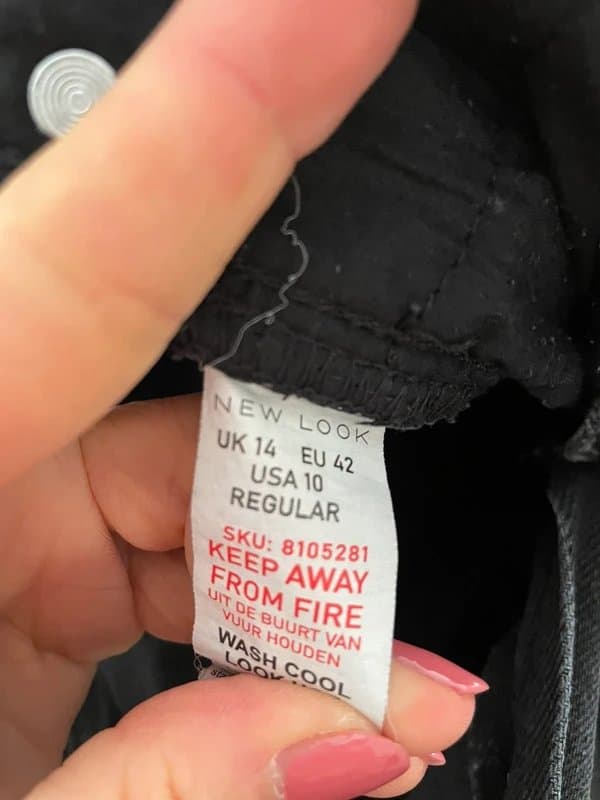 NEW LOOK
UK 14 EU 42
USA 10
REGULAR
SKU: 8105281
KEEP AWAY
FROM FIRE
UIT DE BUURT VAN
VUUR HOUDEN
WASH COOL
LOOK